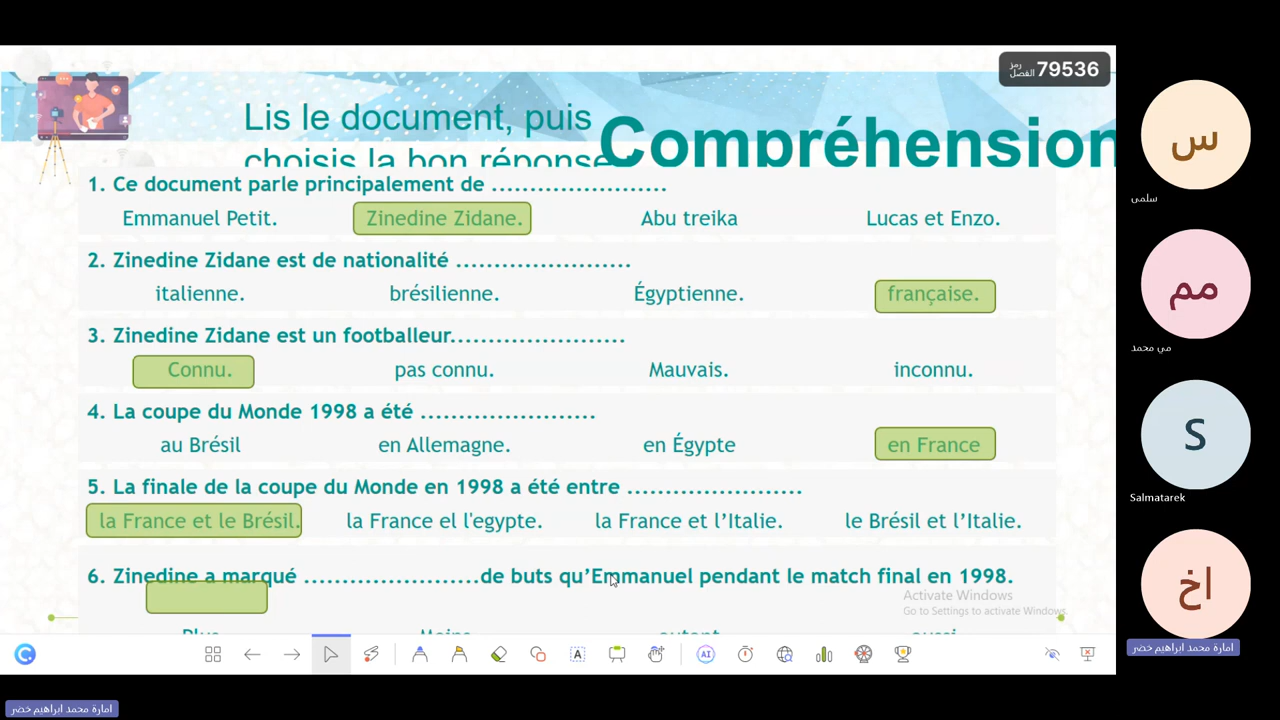 رمز الفصل 79536
Lis le document, puis
choisis la bon réponse
Compréhension
1. Ce document parle principalement de .......................
Emmanuel Petit. Zinedine Zidane. Abu treika Lucas et Enzo.
2. Zinedine Zidane est de nationalité .......................
italienne. brésilienne. Égyptienne. française.
3. Zinedine Zidane est un footballeur.......................
Connu. pas connu. Mauvais. inconnu.
4. La coupe du Monde 1998 a été .......................
au Brésil en Allemagne. en Égypte en France
5. La finale de la coupe du Monde en 1998 a été entre .......................
la France et le Brésil. la France el l'egypte. la France et l’Italie. le Brésil et l’Italie.
6. Zinedine a marqué .......................de buts qu’Emmanuel pendant le match final en 1998.
Plus Moins autant aussi
Activate Windows
Go to Settings to activate Windows.
A
AI
س
سلمى
مم
مي محمد
S
Salmatarek
اخ
امارة محمد ابراهيم خضر
امارة محمد ابراهيم خضر